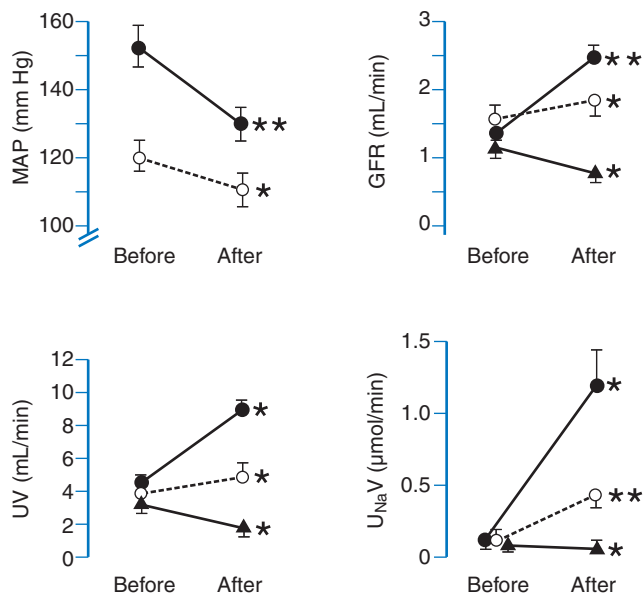 MAP (mm Hg)
160
140
120
100
Before
After
**
*
GFR (mL/min)
3
2
1
0
Before
After
**
*
*
UV (mL/min)
12
10
8
6
4
2
0
Before
After
*
*
*
UNaV (μmol/min)
1.5
1.0
0.5
0
Before
After
*
**
*